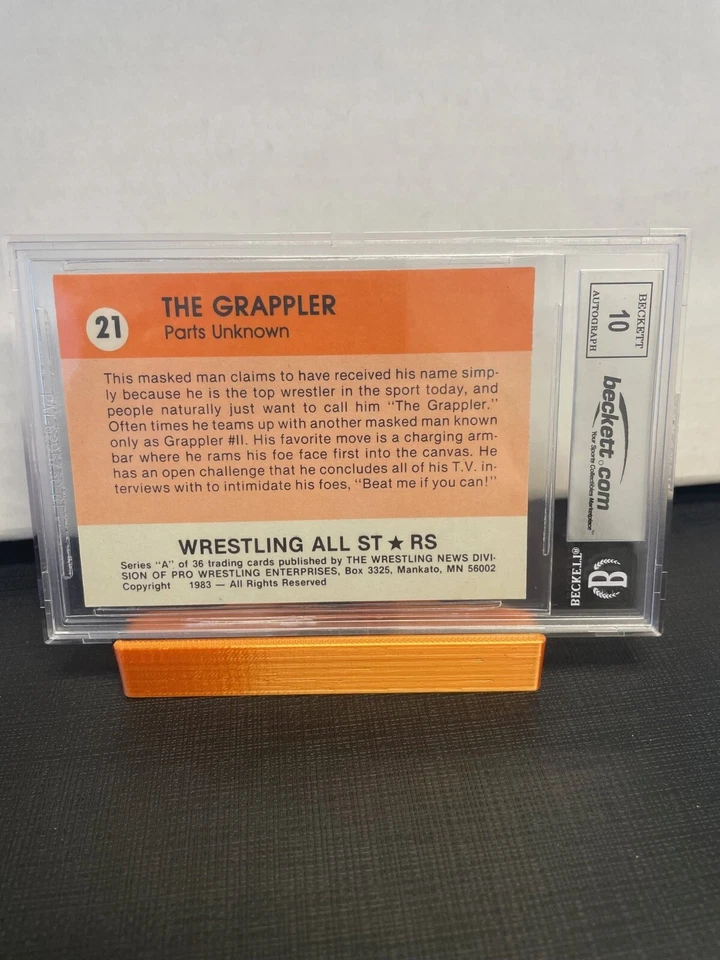 21
THE GRAPPLER
Parts Unknown
This masked man claims to have received his name simp-
ly because he is the top wrestler in the sport today, and
people naturally just want to call him "The Grappler."
Often times he teams up with another masked man known
only as Grappler #II. His favorite move is a charging arm-
bar where he rams his foe face first into the canvas. He
has an open challenge that he concludes all of his T.V. in-
terviews with to intimidate his foes, "Beat me if you can!"
WRESTLING ALL ST★RS
Series "A" of 36 trading cards published by THE WRESTLING NEWS DIVI-
SION OF PRO WRESTLING ENTERPRISES, Box 3325, Mankato, MN 56002
Copyright 1983 — All Rights Reserved
BECKETT
10
AUTOGRAPH
beckett.com
Your Sports Collectibles Marketplace™
BECKETT®
B